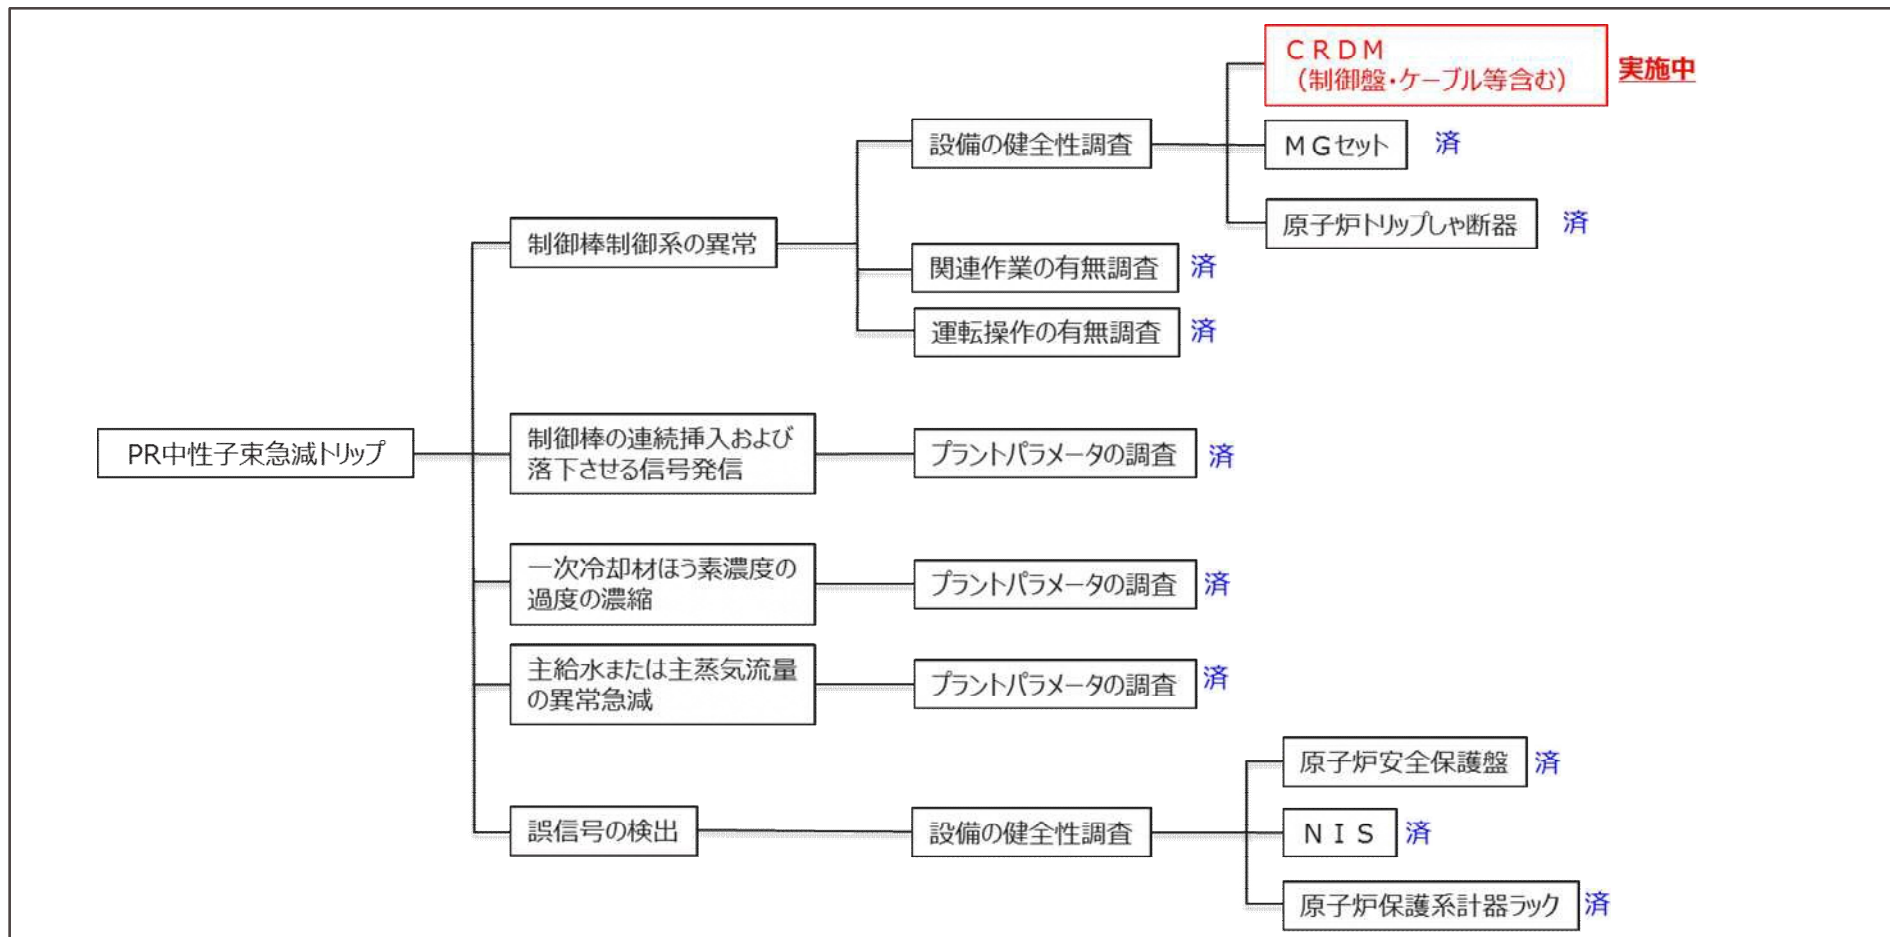 CRDM
(制御盤・ケーブル等含む)
実施中
設備の健全性調査
MGセット
済
原子炉トリップしゃ断器
済
制御棒制御系の異常
関連作業の有無調査
済
運転操作の有無調査
済
PR中性子束急減トリップ
制御棒の連続挿入および
落下させる信号発信
プラントパラメータの調査
済
一次冷却材ほう素濃度の
過度の濃縮
プラントパラメータの調査
済
主給水または主蒸気流量
の異常急減
プラントパラメータの調査
済
原子炉安全保護盤
済
誤信号の検出
設備の健全性調査
NIS
済
原子炉保護系計器ラック
済